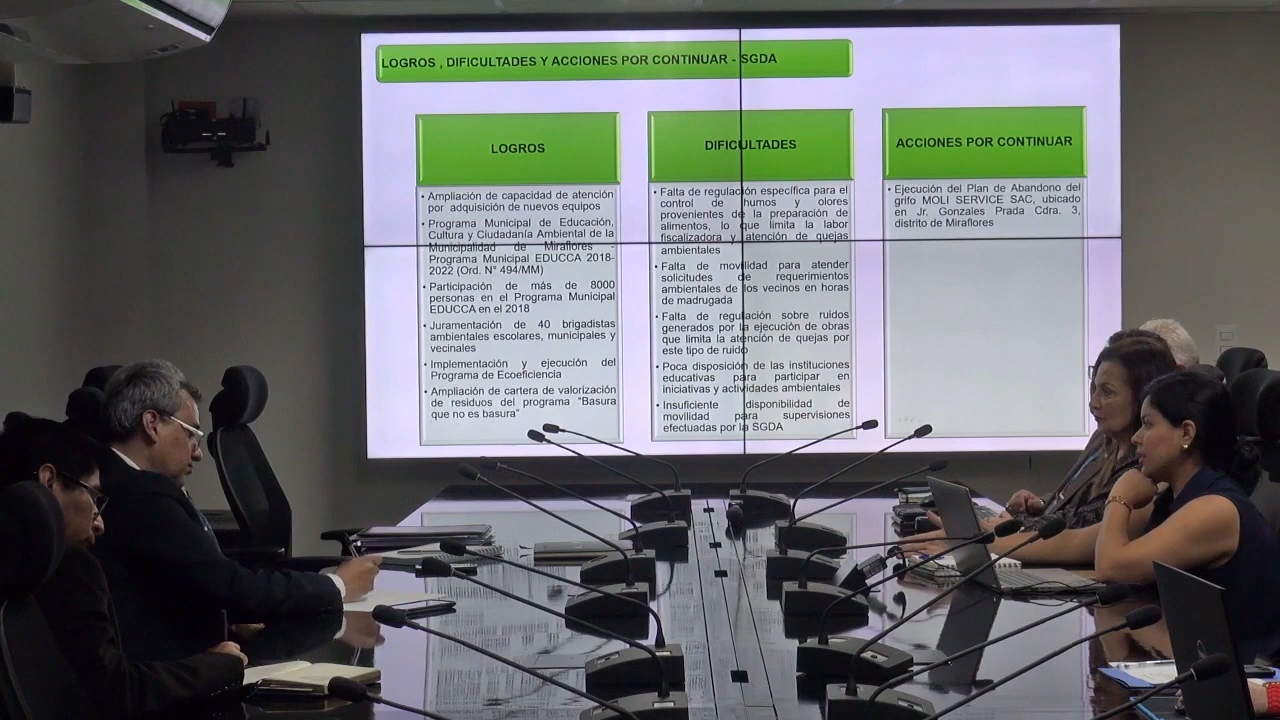 LOGROS , DIFICULTADES Y ACCIONES POR CONTINUAR - SGDA
LOGROS
• Ampliación de capacidad de atención
por adquisición de nuevos equipos
• Programa Municipal de Educación,
Cultura y Ciudadanía Ambiental de la
Municipalidad de Miraflores -
Programa Municipal EDUCCA 2018-
2022 (Ord. N° 494/MM)
• Participación de más de 8000
personas en el Programa Municipal
EDUCCA en el 2018
• Juramentación de 40 brigadistas
ambientales escolares, municipales y
vecinales
• Implementación y ejecución del
Programa de Ecoeficiencia
• Ampliación de cartera de valorización
de residuos del programa "Basura
que no es basura"
DIFICULTADES
• Falta de regulación específica para el
control de humos y olores
provenientes de la preparación de
alimentos, lo que limita la labor
fiscalizadora y atención de quejas
ambientales
• Falta de movilidad para atender
solicitudes de requerimientos
ambientales de los vecinos en horas
de madrugada
• Falta de regulación sobre ruidos
generados por la ejecución de obras
que limita la atención de quejas por
este tipo de ruido
• Poca disposición de las instituciones
educativas para participar en
iniciativas y actividades ambientales
• Insuficiente disponibilidad de
movilidad para supervisiones
efectuadas por la SGDA
ACCIONES POR CONTINUAR
• Ejecución del Plan de Abandono del
grifo MOLI SERVICE SAC, ubicado
en Jr. Gonzales Prada Cdra. 3,
distrito de Miraflores